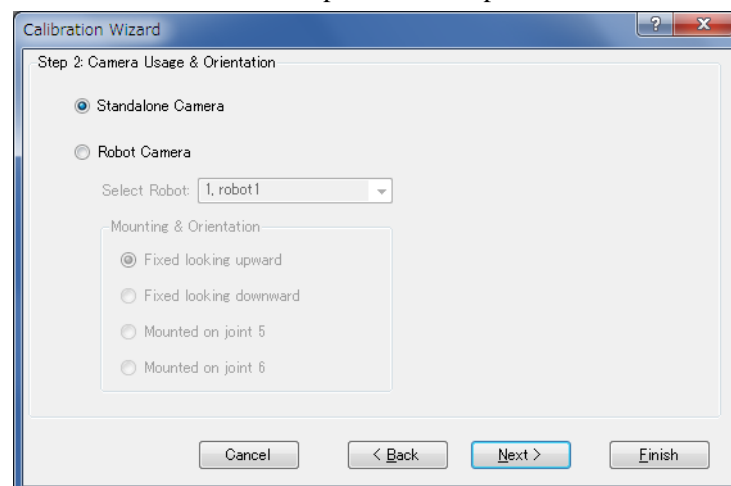 Calibration Wizard
Step 2: Camera Usage & Orientation
Standalone Camera
Robot Camera
Select Robot: 1, robot1
Mounting & Orientation
Fixed looking upward
Fixed looking downward
Mounted on joint 5
Mounted on joint 6
Cancel < Back Next > Finish